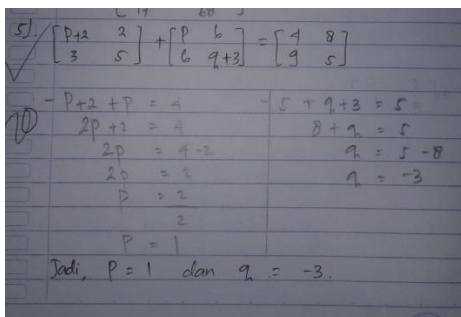 5). [P+2 2] + [P 6] = [4 8]
[3 5] [6 q+3] [9 5]
- P+2 + P = 4
2P + 2 = 4
2P = 4-2
2P = 2
P = 2
2
P = 1
- 5 + q + 3 = 5
8 + q = 5
q = 5 - 8
q = -3
10
Jadi, P = 1 dan q = -3.